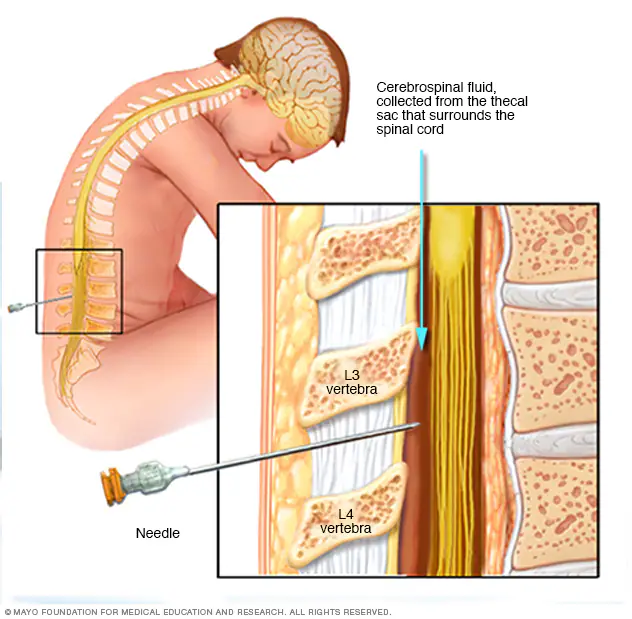 Cerebrospinal fluid,
collected from the thecal
sac that surrounds the
spinal cord
L3
vertebra
L4
vertebra
Needle
© MAYO FOUNDATION FOR MEDICAL EDUCATION AND RESEARCH. ALL RIGHTS RESERVED.